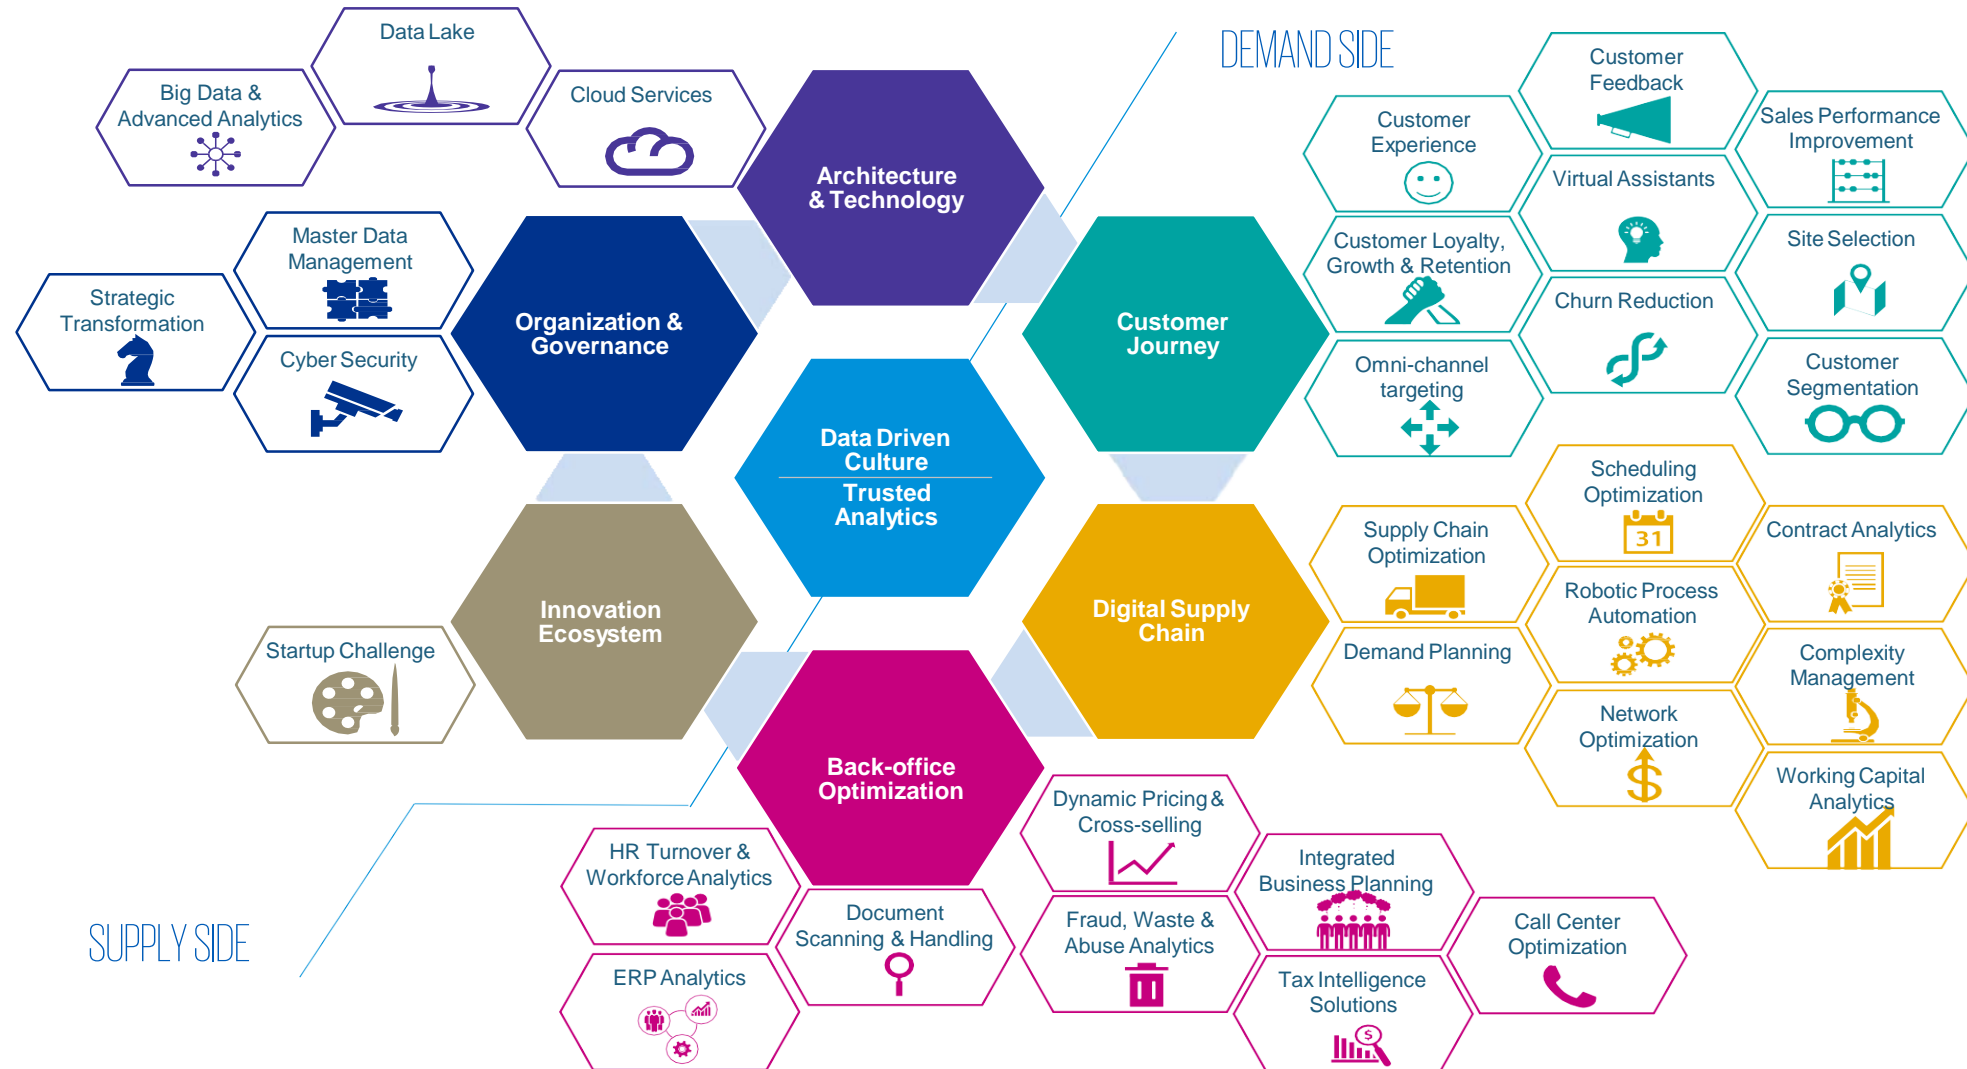 DEMAND SIDE
Data Lake
Big Data &
Advanced Analytics
Cloud Services
Architecture
& Technology
Master Data
Management
Strategic
Transformation
Cyber Security
Organization &
Governance
Customer
Journey
Customer
Feedback
Customer
Experience
Sales Performance
Improvement
Virtual Assistants
Customer Loyalty,
Growth & Retention
Site Selection
Churn Reduction
Omni-channel
targeting
Customer
Segmentation
Data Driven
Culture
Trusted
Analytics
Innovation
Ecosystem
Startup Challenge
Digital Supply
Chain
Scheduling
Optimization
31
Supply Chain
Optimization
Contract Analytics
Robotic Process
Automation
Demand Planning
Complexity
Management
Network
Optimization
$
Working Capital
Analytics
Back-office
Optimization
Dynamic Pricing &
Cross-selling
HR Turnover &
Workforce Analytics
Integrated
Business Planning
Document
Scanning & Handling
Fraud, Waste &
Abuse Analytics
Call Center
Optimization
ERP Analytics
Tax Intelligence
Solutions
$
SUPPLY SIDE